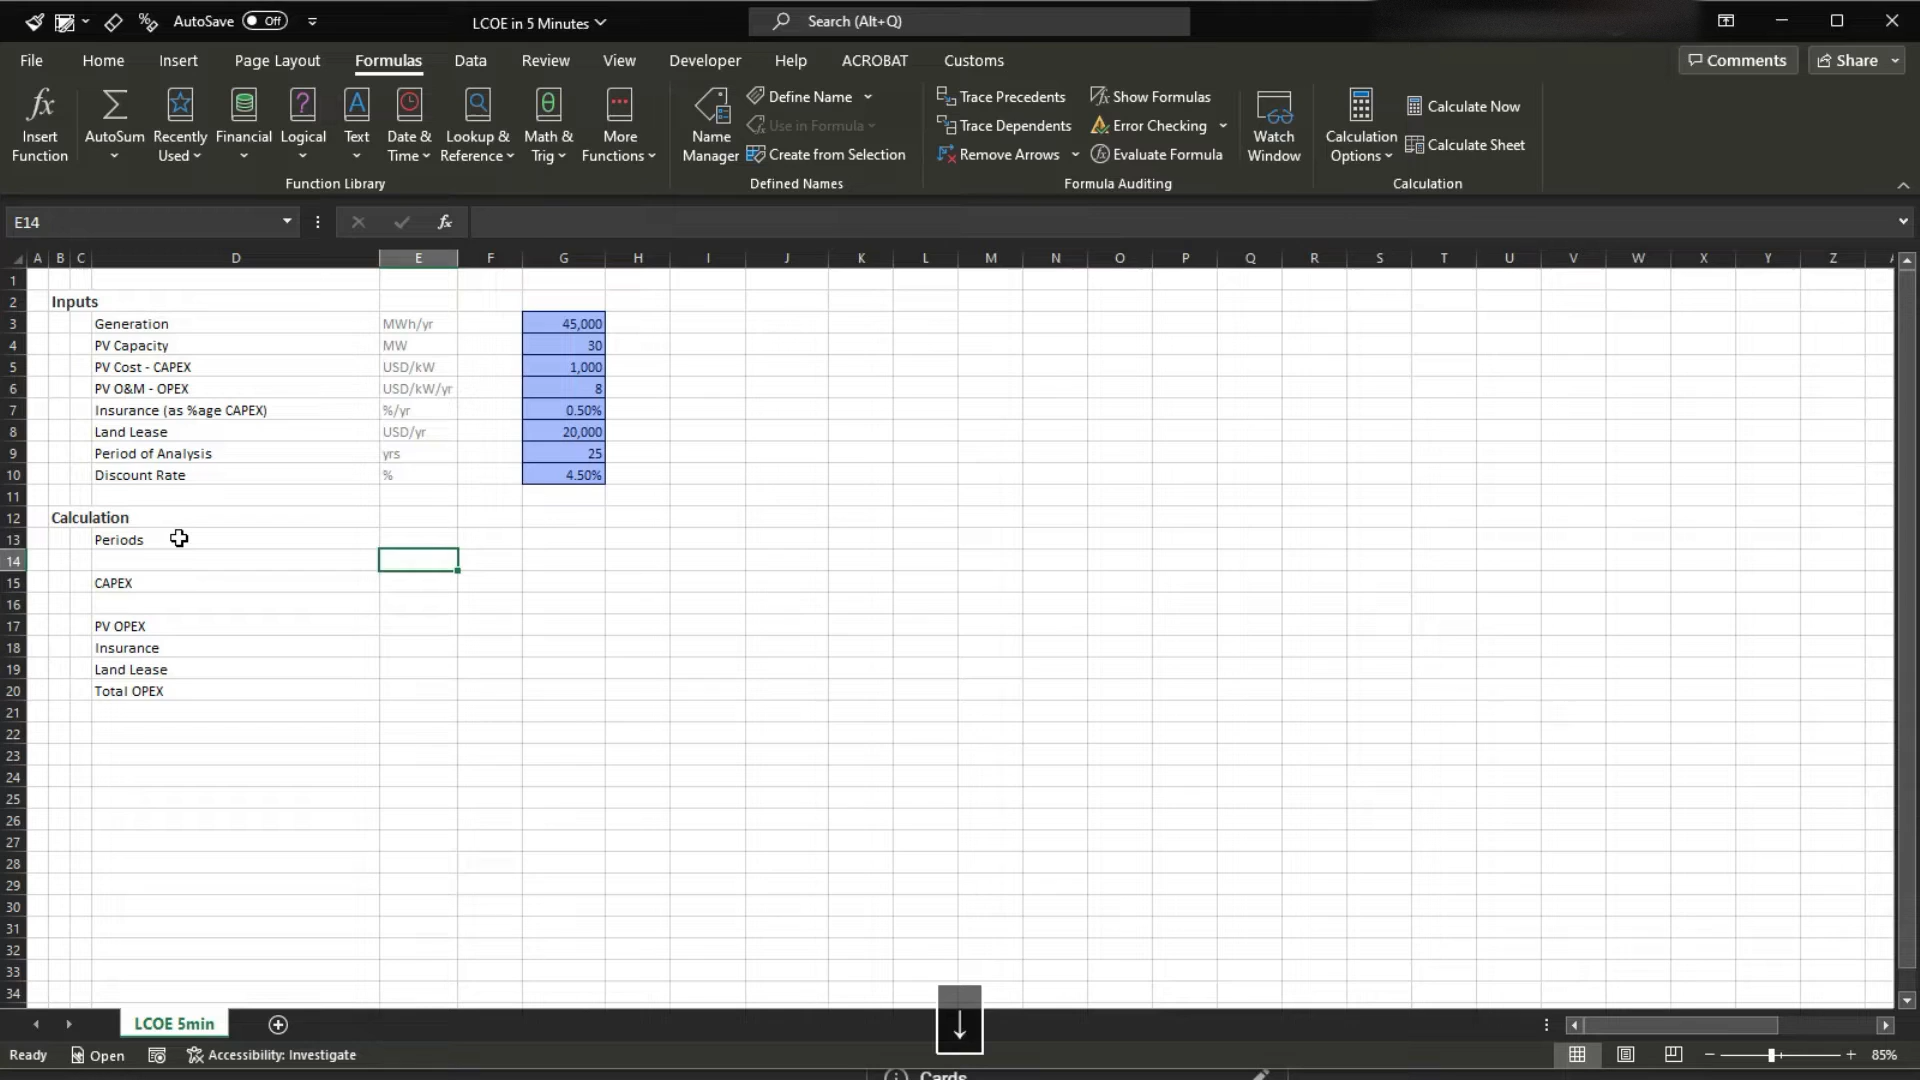 AutoSave Off
LCOE in 5 Minutes
Search (Alt+Q)
File Home Insert Page Layout Formulas Data Review View Developer Help ACROBAT Customs
Comments Share
Insert Function
AutoSum
Recently Used
Financial
Logical
Text
Date & Time
Lookup & Reference
Math & Trig
More Functions
Function Library
Name Manager
Define Name
Use in Formula
Create from Selection
Defined Names
Trace Precedents
Trace Dependents
Remove Arrows
Show Formulas
Error Checking
Evaluate Formula
Formula Auditing
Watch Window
Calculation Options
Calculate Now
Calculate Sheet
Calculation
E14
fx
A B C D E F G H I J K L M N O P Q R S T U V W X Y Z
1
2 Inputs
3 Generation MWh/yr 45,000
4 PV Capacity MW 30
5 PV Cost - CAPEX USD/kW 1,000
6 PV O&M - OPEX USD/kW/yr 8
7 Insurance (as %age CAPEX) %/yr 0.50%
8 Land Lease USD/yr 20,000
9 Period of Analysis yrs 25
10 Discount Rate % 4.50%
11
12 Calculation
13 Periods
14
15 CAPEX
16
17 PV OPEX
18 Insurance
19 Land Lease
20 Total OPEX
21
22
23
24
25
26
27
28
29
30
31
32
33
34
LCOE 5min
Ready Open Accessibility: Investigate
85%
Cards